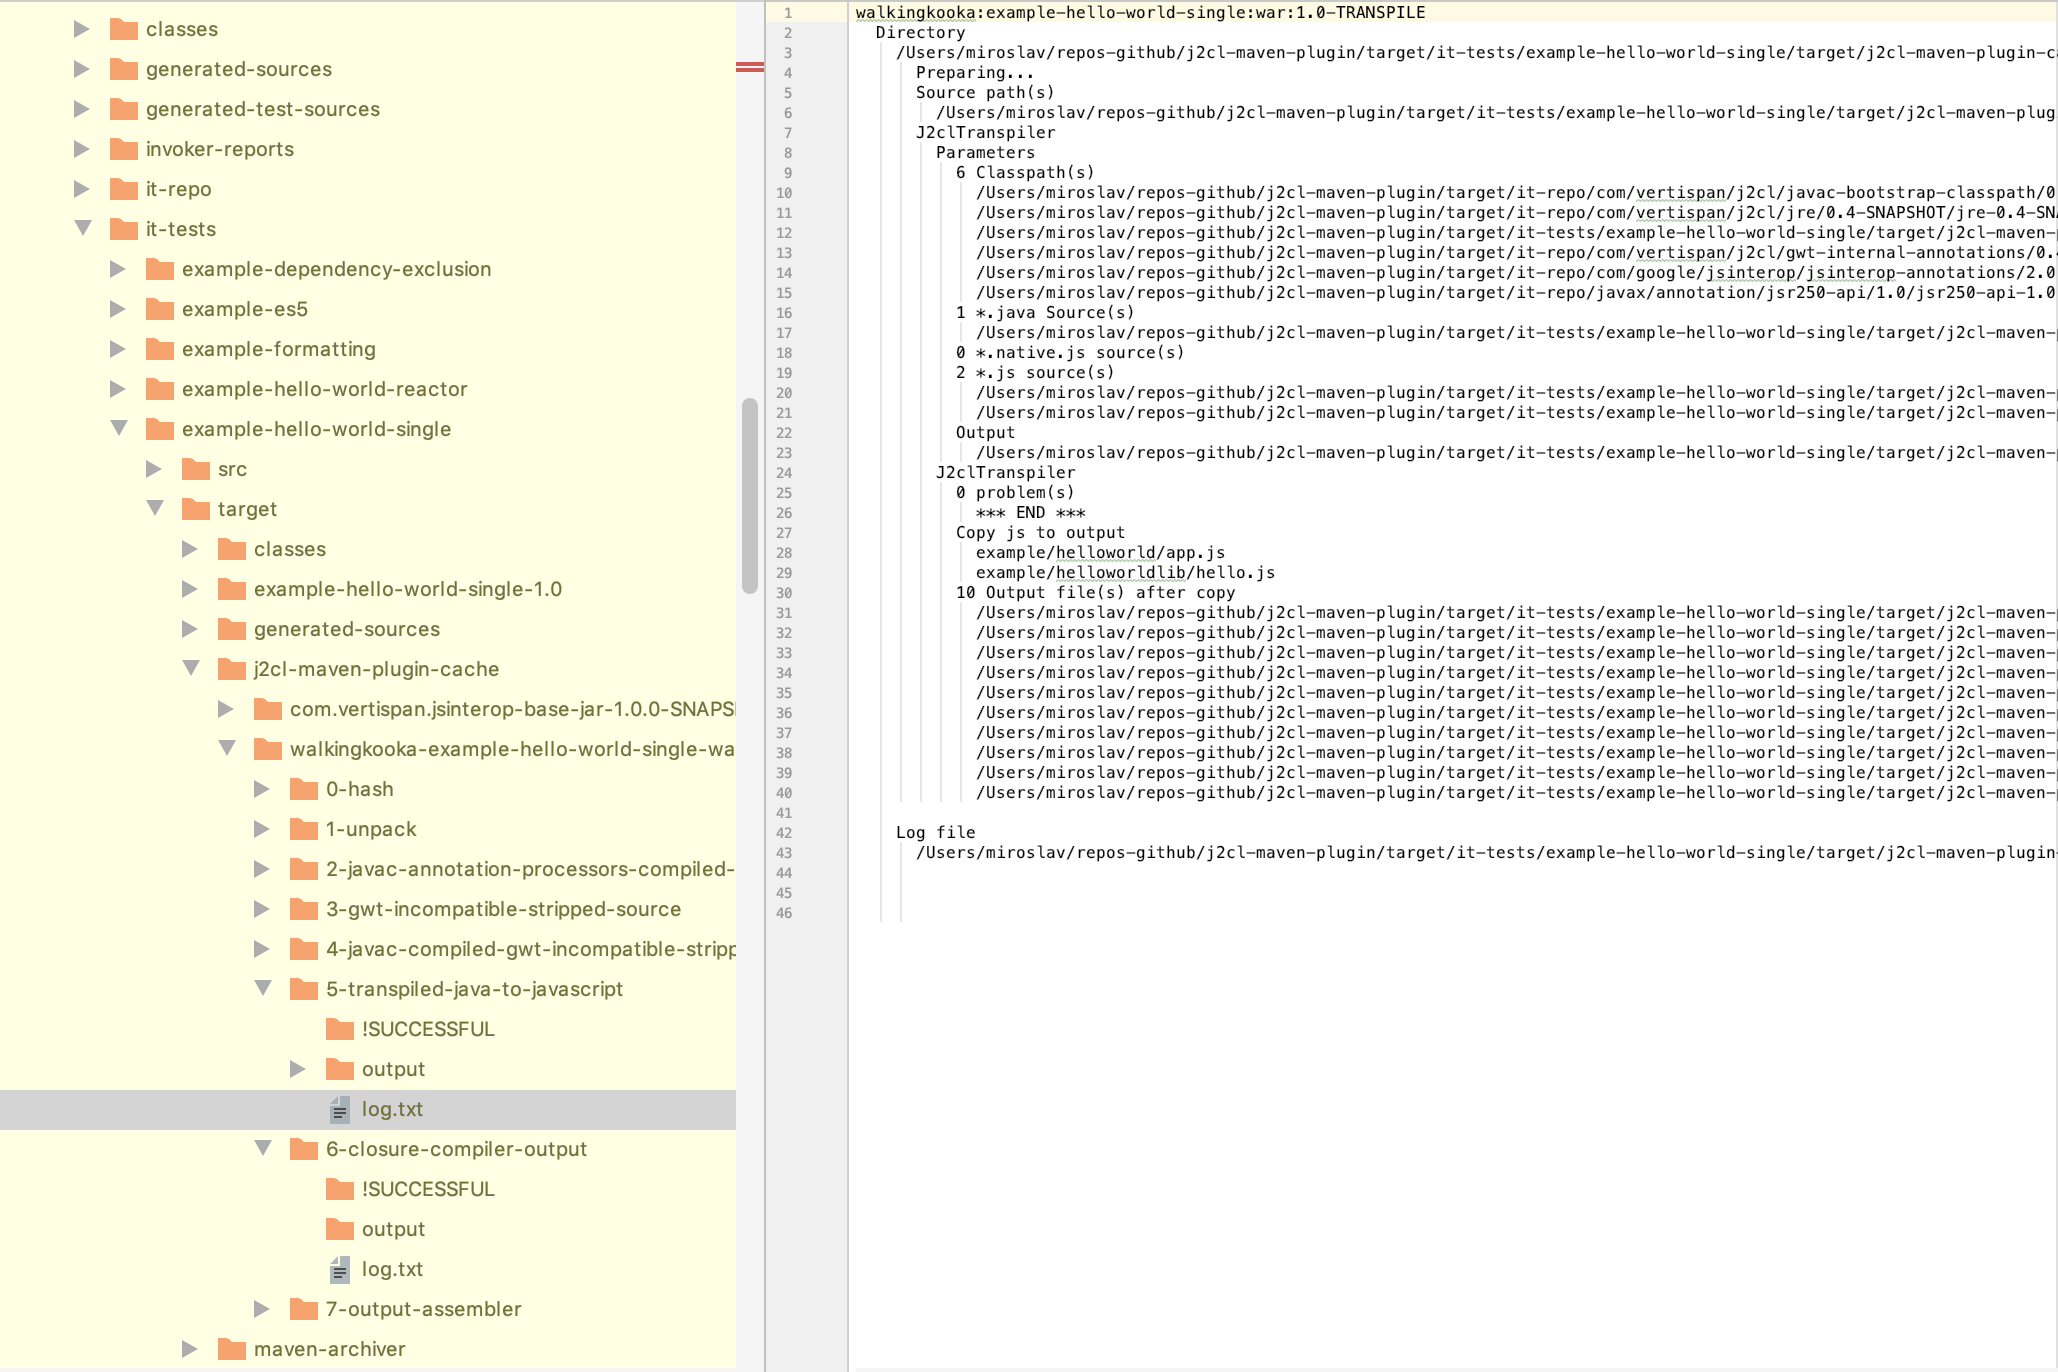 classes
generated-sources
generated-test-sources
invoker-reports
it-repo
it-tests
example-dependency-exclusion
example-es5
example-formatting
example-hello-world-reactor
example-hello-world-single
src
target
classes
example-hello-world-single-1.0
generated-sources
j2cl-maven-plugin-cache
com.vertispan.jsinterop-base-jar-1.0.0-SNAPS
walkingkooka-example-hello-world-single-wa
0-hash
1-unpack
2-javac-annotation-processors-compiled-
3-gwt-incompatible-stripped-source
4-javac-compiled-gwt-incompatible-stripp
5-transpiled-java-to-javascript
!SUCCESSFUL
output
log.txt
6-closure-compiler-output
!SUCCESSFUL
output
log.txt
7-output-assembler
maven-archiver
1 walkingkooka:example-hello-world-single:war:1.0-TRANSPILE
2 Directory
3 /Users/miroslav/repos-github/j2cl-maven-plugin/target/it-tests/example-hello-world-single/target/j2cl-maven-plugin-ca
4 Preparing...
5 Source path(s)
6 /Users/miroslav/repos-github/j2cl-maven-plugin/target/it-tests/example-hello-world-single/target/j2cl-maven-plug
7 J2clTranspiler
8 Parameters
9 6 Classpath(s)
10 /Users/miroslav/repos-github/j2cl-maven-plugin/target/it-repo/com/vertispan/j2cl/javac-bootstrap-classpath/0
11 /Users/miroslav/repos-github/j2cl-maven-plugin/target/it-repo/com/vertispan/j2cl/jre/0.4-SNAPSHOT/jre-0.4-SNA
12 /Users/miroslav/repos-github/j2cl-maven-plugin/target/it-tests/example-hello-world-single/target/j2cl-maven-p
13 /Users/miroslav/repos-github/j2cl-maven-plugin/target/it-repo/com/vertispan/j2cl/gwt-internal-annotations/0.4
14 /Users/miroslav/repos-github/j2cl-maven-plugin/target/it-repo/com/google/jsinterop/jsinterop-annotations/2.0
15 /Users/miroslav/repos-github/j2cl-maven-plugin/target/it-repo/javax/annotation/jsr250-api/1.0/jsr250-api-1.0
16 1 *.java Source(s)
17 /Users/miroslav/repos-github/j2cl-maven-plugin/target/it-tests/example-hello-world-single/target/j2cl-maven-p
18 0 *.native.js source(s)
19 2 *.js source(s)
20 /Users/miroslav/repos-github/j2cl-maven-plugin/target/it-tests/example-hello-world-single/target/j2cl-maven-p
21 /Users/miroslav/repos-github/j2cl-maven-plugin/target/it-tests/example-hello-world-single/target/j2cl-maven-p
22 Output
23 /Users/miroslav/repos-github/j2cl-maven-plugin/target/it-tests/example-hello-world-single/target/j2cl-maven-p
24 J2clTranspiler
25 0 problem(s)
26 *** END ***
27 Copy js to output
28 example/helloworld/app.js
29 example/helloworldlib/hello.js
30 10 Output file(s) after copy
31 /Users/miroslav/repos-github/j2cl-maven-plugin/target/it-tests/example-hello-world-single/target/j2cl-maven-p
32 /Users/miroslav/repos-github/j2cl-maven-plugin/target/it-tests/example-hello-world-single/target/j2cl-maven-p
33 /Users/miroslav/repos-github/j2cl-maven-plugin/target/it-tests/example-hello-world-single/target/j2cl-maven-p
34 /Users/miroslav/repos-github/j2cl-maven-plugin/target/it-tests/example-hello-world-single/target/j2cl-maven-p
35 /Users/miroslav/repos-github/j2cl-maven-plugin/target/it-tests/example-hello-world-single/target/j2cl-maven-p
36 /Users/miroslav/repos-github/j2cl-maven-plugin/target/it-tests/example-hello-world-single/target/j2cl-maven-p
37 /Users/miroslav/repos-github/j2cl-maven-plugin/target/it-tests/example-hello-world-single/target/j2cl-maven-p
38 /Users/miroslav/repos-github/j2cl-maven-plugin/target/it-tests/example-hello-world-single/target/j2cl-maven-p
39 /Users/miroslav/repos-github/j2cl-maven-plugin/target/it-tests/example-hello-world-single/target/j2cl-maven-p
40 /Users/miroslav/repos-github/j2cl-maven-plugin/target/it-tests/example-hello-world-single/target/j2cl-maven-p
41
42 Log file
43 /Users/miroslav/repos-github/j2cl-maven-plugin/target/it-tests/example-hello-world-single/target/j2cl-maven-plugin-
44
45
46